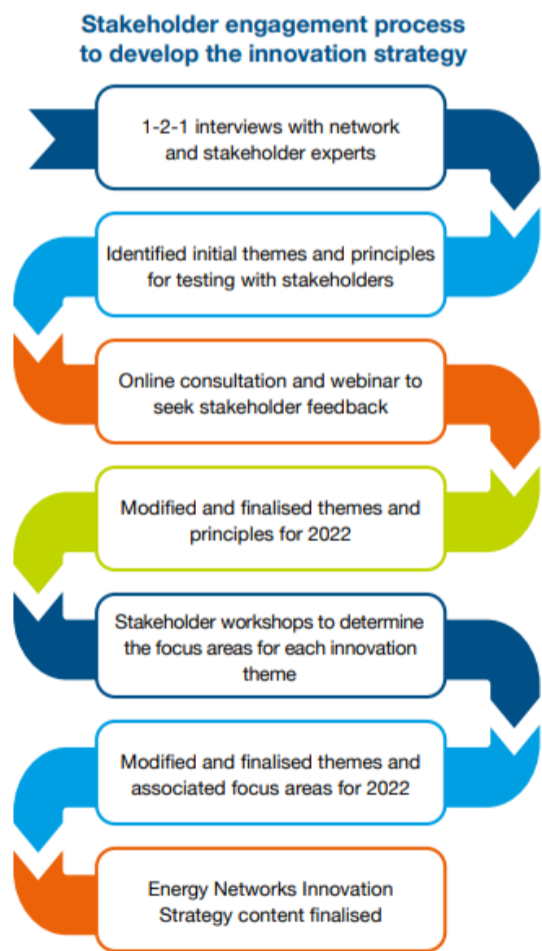 Stakeholder engagement process
to develop the innovation strategy
1-2-1 interviews with network
and stakeholder experts
Identified initial themes and principles
for testing with stakeholders
Online consultation and webinar to
seek stakeholder feedback
Modified and finalised themes and
principles for 2022
Stakeholder workshops to determine
the focus areas for each innovation
theme
Modified and finalised themes and
associated focus areas for 2022
Energy Networks Innovation
Strategy content finalised